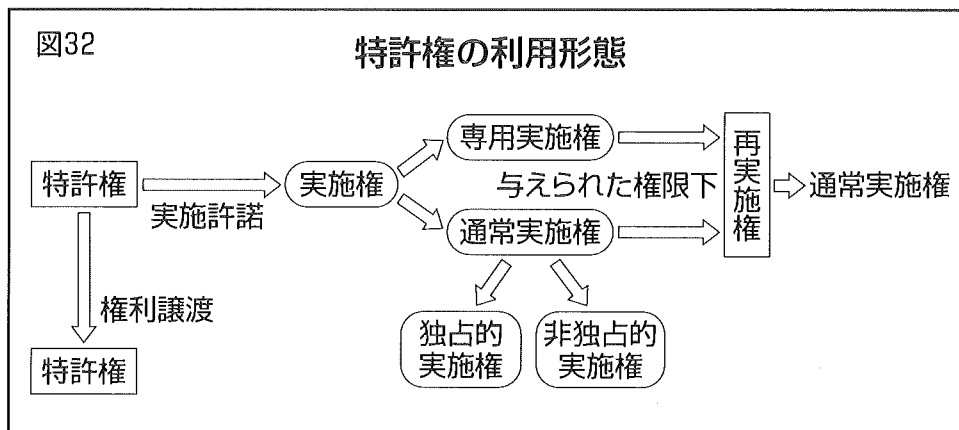 図32
特許権の利用形態
特許権
実施許諾
実施権
専用実施権
与えられた権限下
通常実施権
再実施権
通常実施権
権利譲渡
特許権
独占的
実施権
非独占的
実施権